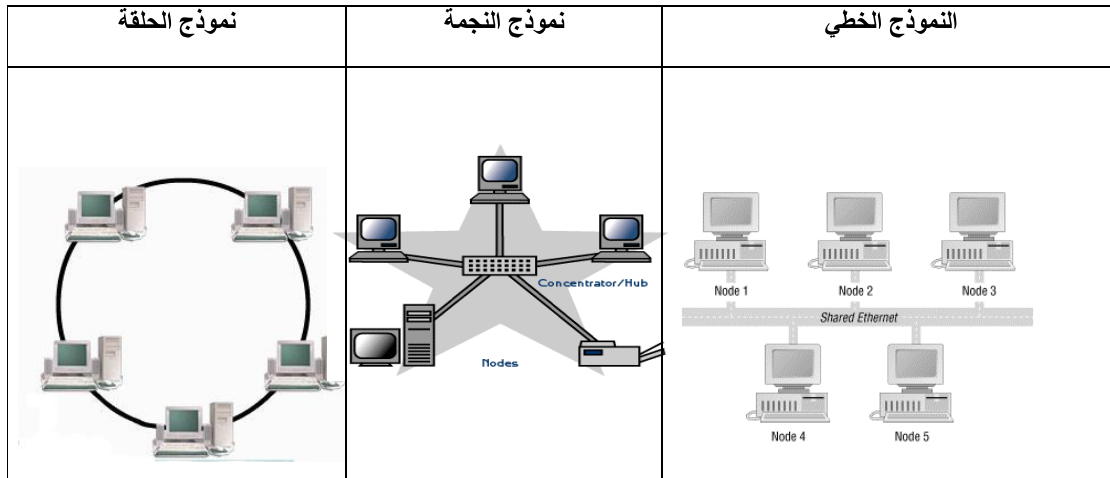 النموذج الخطي
نموذج النجمة
نموذج الحلقة
Node 1
Node 2
Node 3
Shared Ethernet
Node 4
Node 5
Concentrator/Hub
Nodes